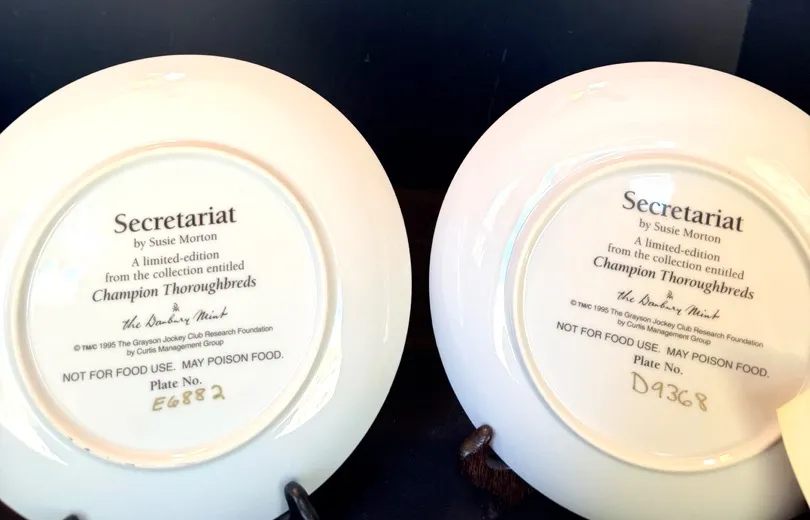 Secretariat
by Susie Morton
A limited-edition
from the collection entitled
Champion Thoroughbreds
the Danbury Mint
© TM/C 1995 The Grayson Jockey Club Research Foundation
by Curtis Management Group
NOT FOR FOOD USE. MAY POISON FOOD.
Plate No.
E6882
Secretariat
by Susie Morton
A limited-edition
from the collection entitled
Champion Thoroughbreds
the Danbury Mint
© TM/C 1995 The Grayson Jockey Club Research Foundation
by Curtis Management Group
NOT FOR FOOD USE. MAY POISON FOOD.
Plate No.
D9368